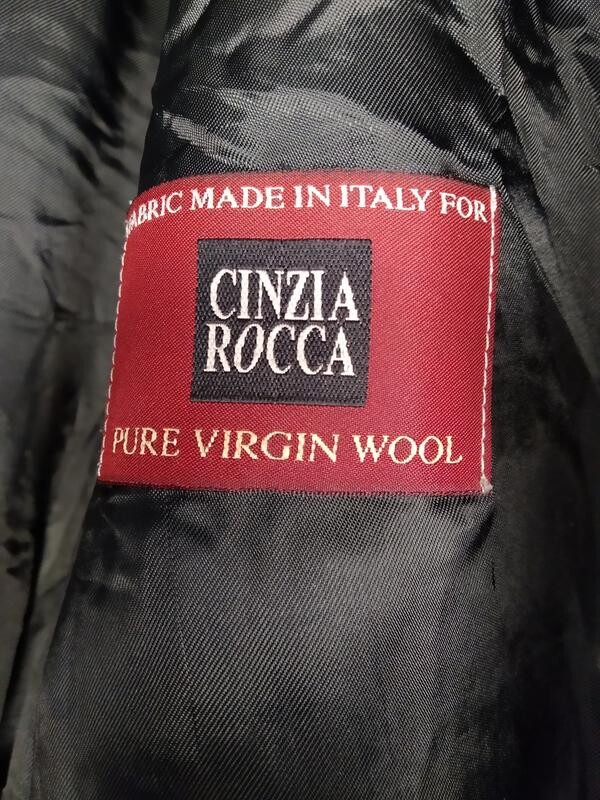 FABRIC MADE IN ITALY FOR
CINZIA
ROCCA
PURE VIRGIN WOOL